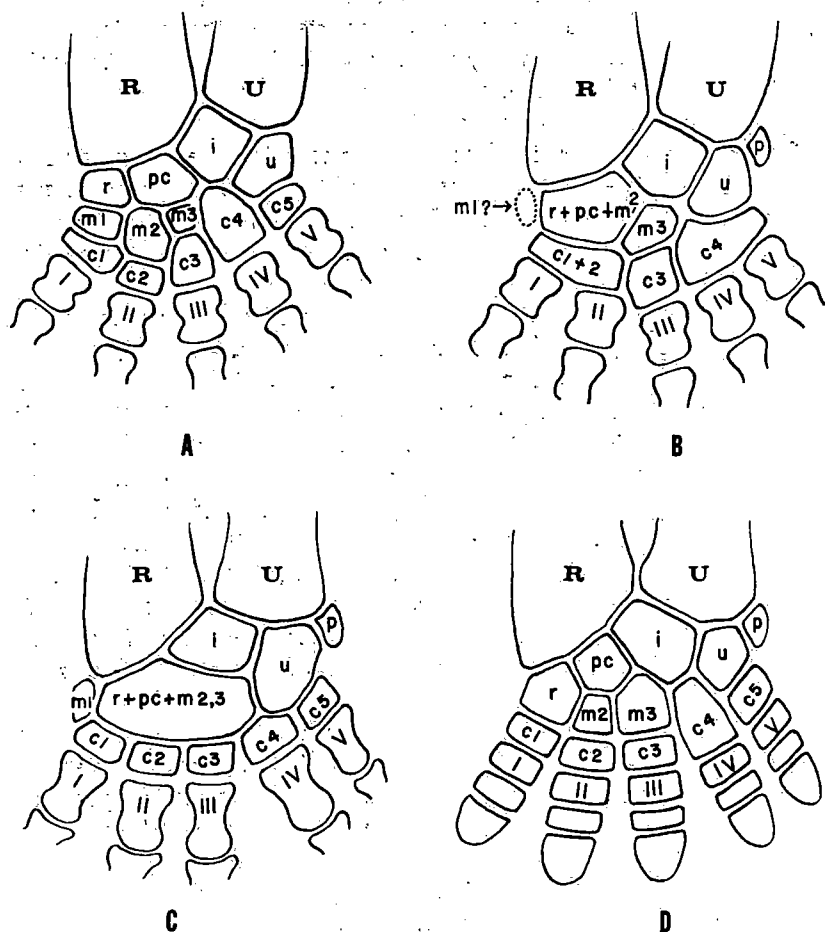 R U
i
r pc u
m1 m2 m3 c4 c5
c1 c2 c3
I II III IV V
A
R U
p
i
m1?→ r+pc+m2 u
m3
c1+2 c3 c4
I II III IV V
B
R U
p
i u
m1 r+pc+m2,3
c1 c2 c3 c4 c5
I II III IV V
C
R U
p
i
pc u
r
m2 m3 c4 c5
c1 c2 c3 V
I II III IV
D